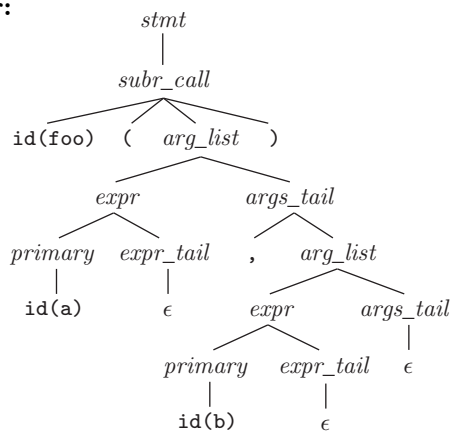 r:
stmt
subr_call
id(foo) ( arg_list )
expr args_tail
primary expr_tail , arg_list
id(a) ϵ expr args_tail
primary expr_tail ϵ
id(b) ϵ